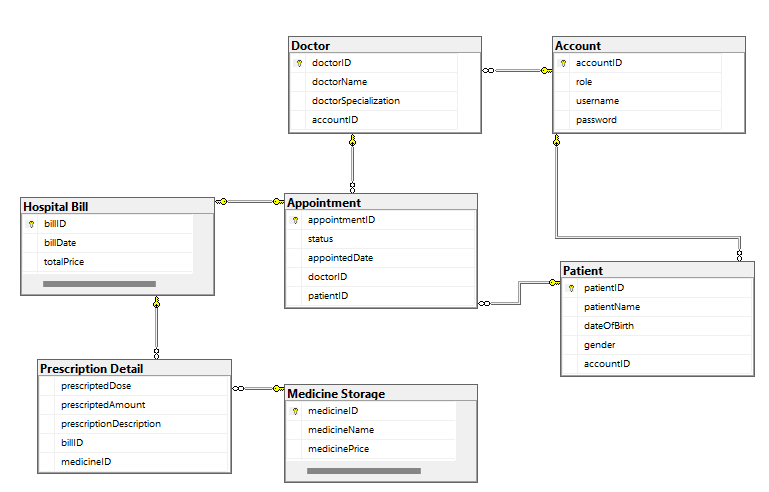 Doctor
doctorID
doctorName
doctorSpecialization
accountID
Account
accountID
role
username
password
Hospital Bill
billID
billDate
totalPrice
Appointment
appointmentID
status
appointedDate
doctorID
patientID
Patient
patientID
patientName
dateOfBirth
gender
accountID
Prescription Detail
prescriptedDose
prescriptedAmount
prescriptionDescription
billID
medicineID
Medicine Storage
medicineID
medicineName
medicinePrice